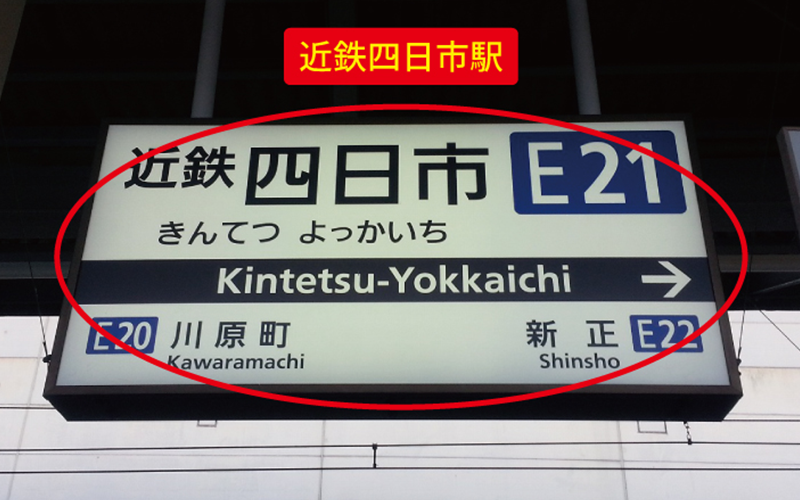 近鉄四日市駅
近鉄四日市 E21
きんてつ よっかいち
Kintetsu-Yokkaichi →
E20 川原町 新正 E22
Kawaramachi Shinsho